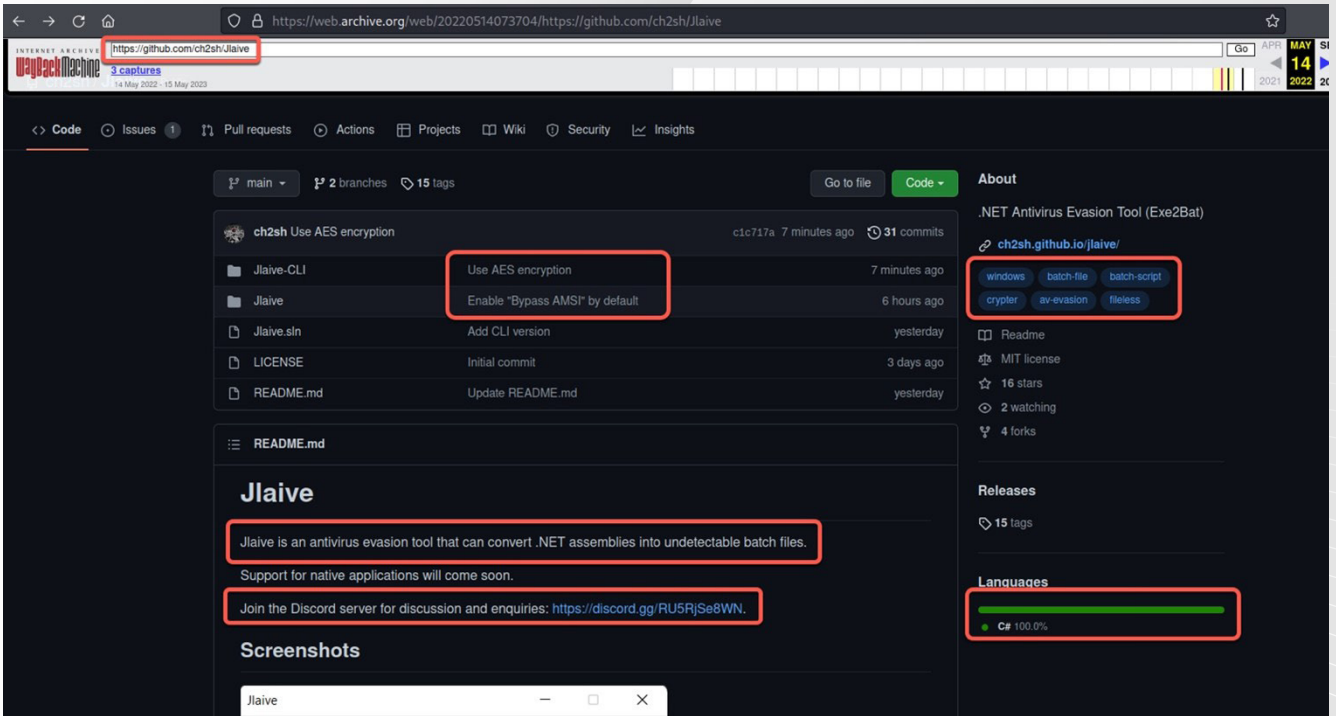 https://web.archive.org/web/20220514073704/https://github.com/ch2sh/Jlaive
INTERNET ARCHIVE
WayBackMachine
https://github.com/ch2sh/Jlaive
Go
3 captures
14 May 2022 - 15 May 2023
APR MAY
14
2021 2022
Code
Issues 1
Pull requests
Actions
Projects
Wiki
Security
Insights
main
2 branches
15 tags
Go to file
Code
ch2sh Use AES encryption c1c717a 7 minutes ago 31 commits
Jlaive-CLI Use AES encryption 7 minutes ago
Jlaive Enable "Bypass AMSI" by default 6 hours ago
Jlaive.sln Add CLI version yesterday
LICENSE Initial commit 3 days ago
README.md Update README.md yesterday
README.md
Jlaive
Jlaive is an antivirus evasion tool that can convert .NET assemblies into undetectable batch files.
Support for native applications will come soon.
Join the Discord server for discussion and enquiries: https://discord.gg/RU5RjSe8WN.
Screenshots
Jlaive
About
.NET Antivirus Evasion Tool (Exe2Bat)
ch2sh.github.io/jlaive/
windows batch-file batch-script
crypter av-evasion fileless
Readme
MIT license
16 stars
2 watching
4 forks
Releases
15 tags
Languages
C# 100.0%